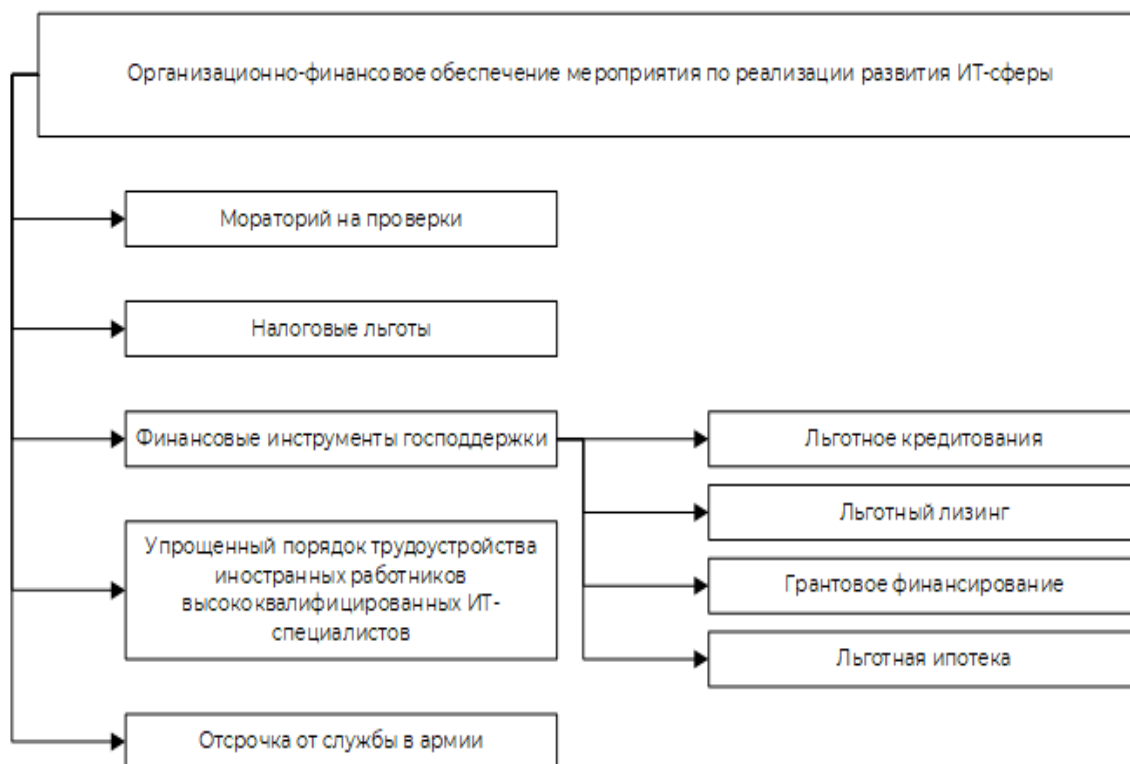 Организационно-финансовое обеспечение мероприятия по реализации развития ИТ-сферы
Мораторий на проверки
Налоговые льготы
Финансовые инструменты господдержки
Льготное кредитования
Льготный лизинг
Грантовое финансирование
Льготная ипотека
Упрощенный порядок трудоустройства
иностранных работников
высококвалифицированных ИТ-
специалистов
Отсрочка от службы в армии